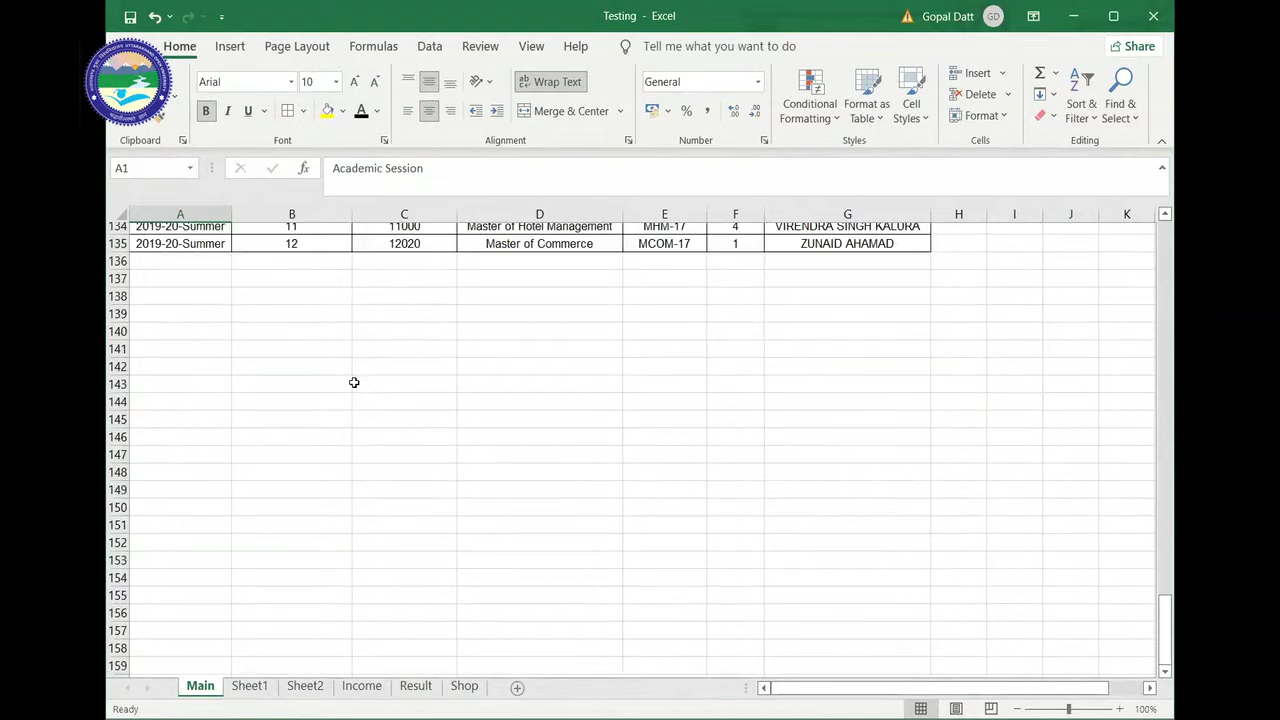 Testing - Excel
Gopal Datt
GD
Home
Insert
Page Layout
Formulas
Data
Review
View
Help
Tell me what you want to do
Share
Arial
10
B I U
A
Wrap Text
Merge & Center
General
% ,
Conditional Formatting
Format as Table
Cell Styles
Insert
Delete
Format
Sort & Filter
Find & Select
Clipboard
Font
Alignment
Number
Styles
Cells
Editing
A1
fx
Academic Session
A B C D E F G H I J K
134 2019-20-Summer 11 11000 Master of Hotel Management MHM-17 4 VIRENDRA SINGH KALURA
135 2019-20-Summer 12 12020 Master of Commerce MCOM-17 1 ZUNAID AHAMAD
136
137
138
139
140
141
142
143
144
145
146
147
148
149
150
151
152
153
154
155
156
157
158
159
Main Sheet1 Sheet2 Income Result Shop
Ready
100%